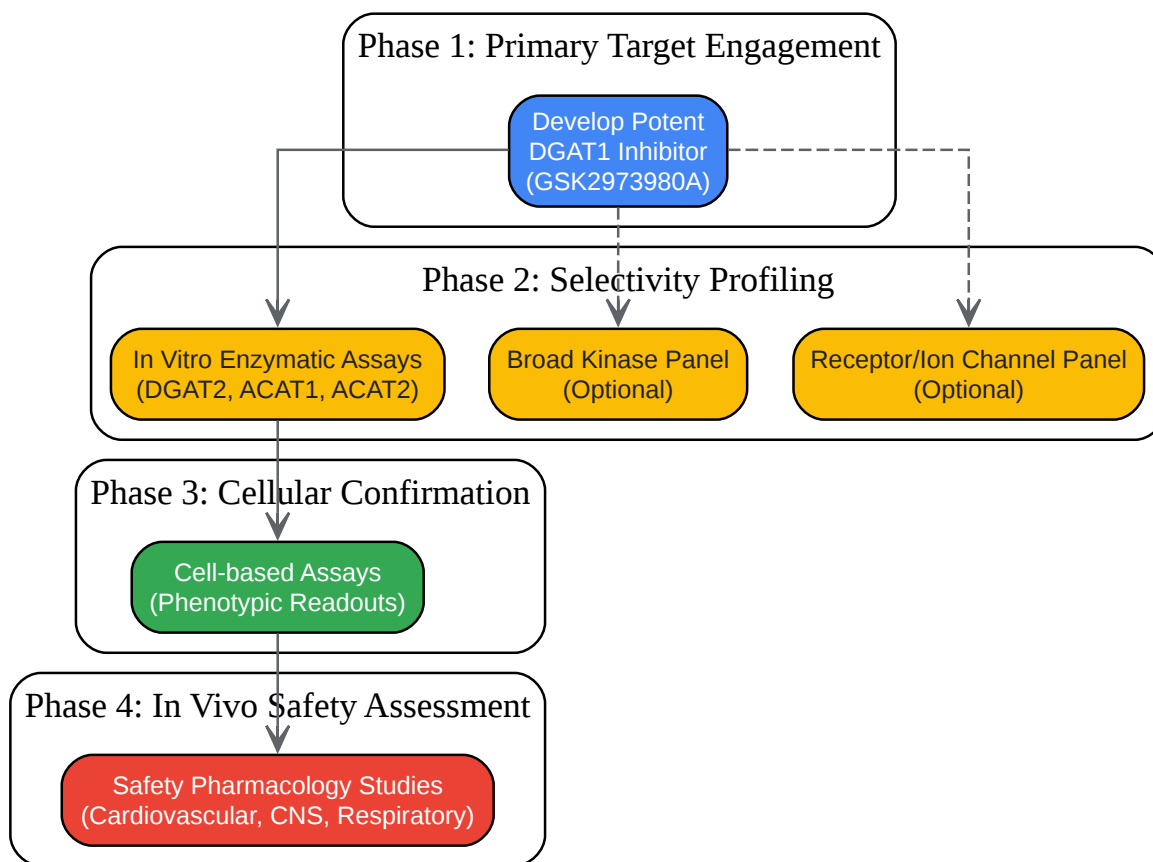 Phase 1: Primary Target Engagement
Develop Potent
DGAT1 Inhibitor
(GSK2973980A)
Phase 2: Selectivity Profiling
In Vitro Enzymatic Assays
(DGAT2, ACAT1, ACAT2)
Broad Kinase Panel
(Optional)
Receptor/Ion Channel Panel
(Optional)
Phase 3: Cellular Confirmation
Cell-based Assays
(Phenotypic Readouts)
Phase 4: In Vivo Safety Assessment
Safety Pharmacology Studies
(Cardiovascular, CNS, Respiratory)